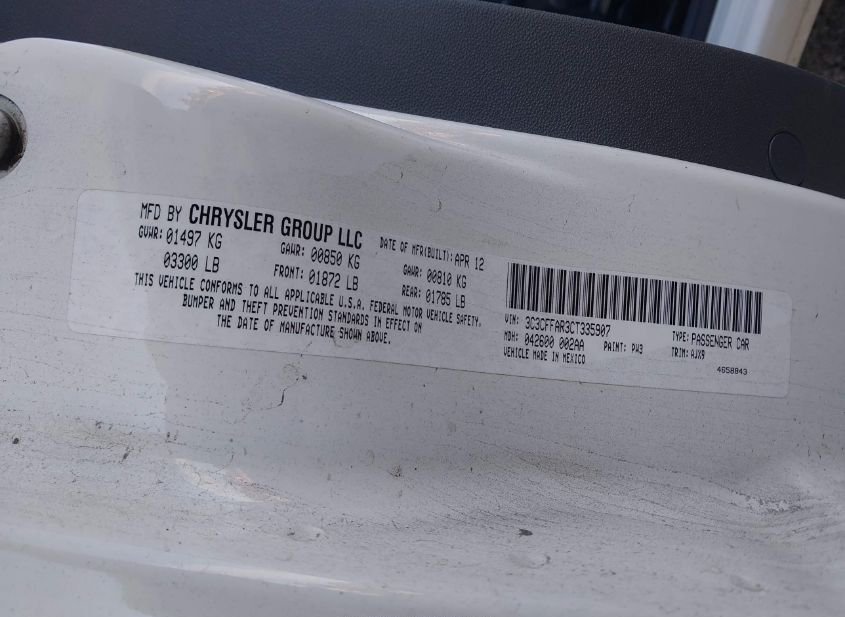 MFD BY CHRYSLER GROUP LLC
DATE OF MFR(BUILT): APR 12
GVWR: 01497 KG
GAWR: 00850 KG
GAWR: 00810 KG
03300 LB
FRONT: 01872 LB
REAR: 01785 LB
THIS VEHICLE CONFORMS TO ALL APPLICABLE U.S.A. FEDERAL MOTOR VEHICLE SAFETY,
BUMPER AND THEFT PREVENTION STANDARDS IN EFFECT ON
THE DATE OF MANUFACTURE SHOWN ABOVE.
VIN: 3C3CFFAR3CT335907
TYPE: PASSENGER CAR
MDH: 042600 002AA
PAINT: PW3
TRIM: AJX9
VEHICLE MADE IN MEXICO
4658843